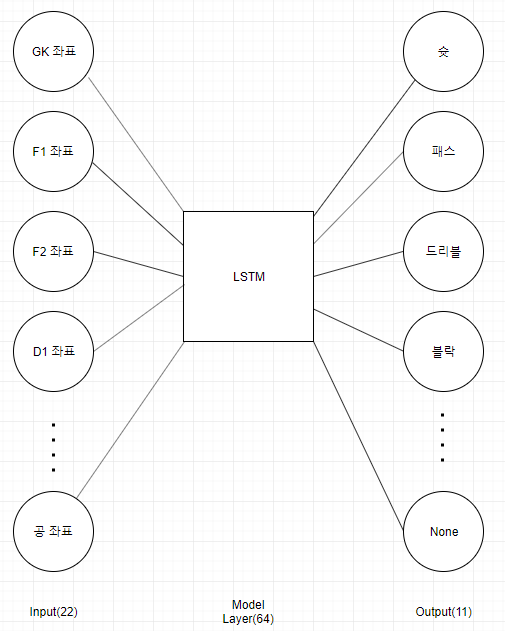 GK 좌표
F1 좌표
F2 좌표
D1 좌표
공 좌표
LSTM
슛
패스
드리블
블락
None
Input(22)
Model
Layer(64)
Output(11)